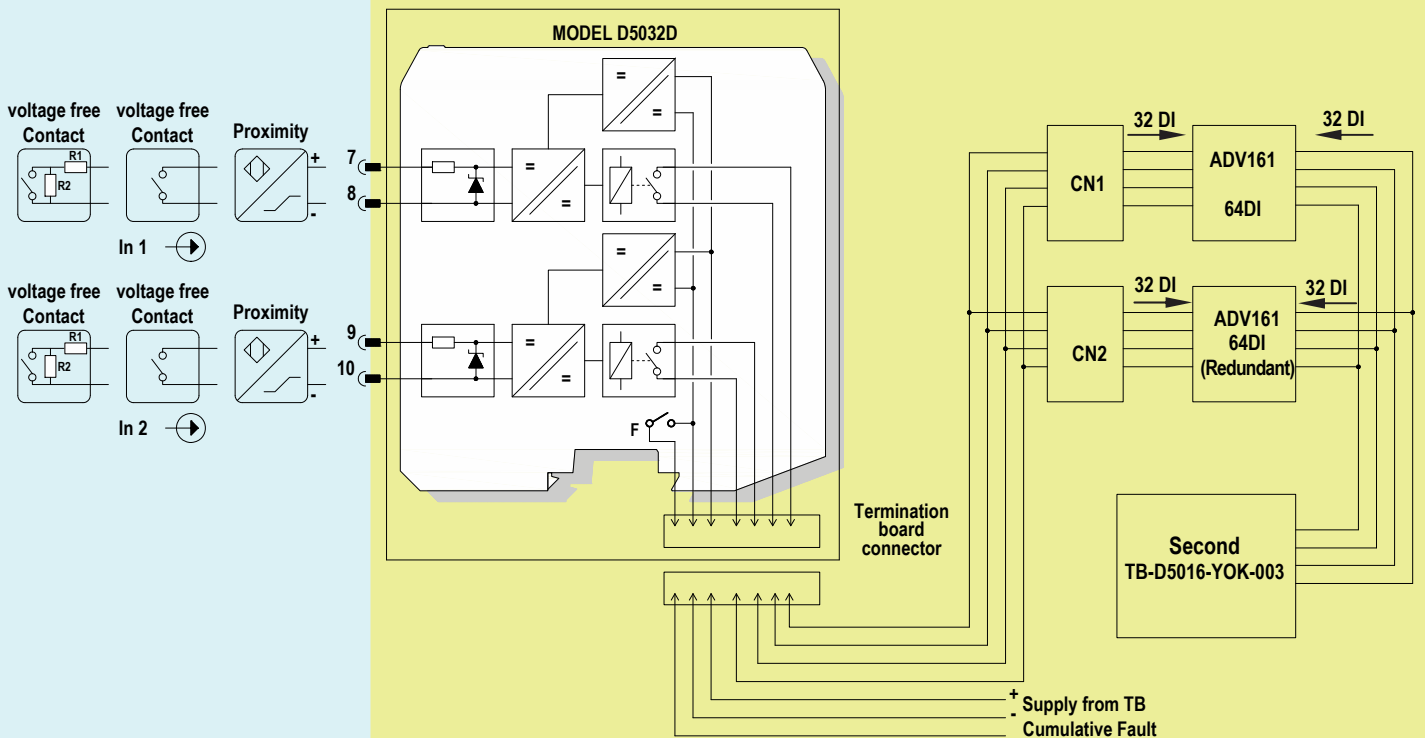 MODEL D5032D
voltage free
Contact
voltage free
Contact
Proximity
R1
R2
+
-
7
8
In 1
voltage free
Contact
voltage free
Contact
Proximity
R1
R2
+
-
9
10
In 2
=
=
=
=
=
=
=
=
F
Termination
board
connector
32 DI
32 DI
CN1
ADV161
64DI
32 DI
32 DI
CN2
ADV161
64DI
(Redundant)
Second
TB-D5016-YOK-003
+
-
Supply from TB
Cumulative Fault